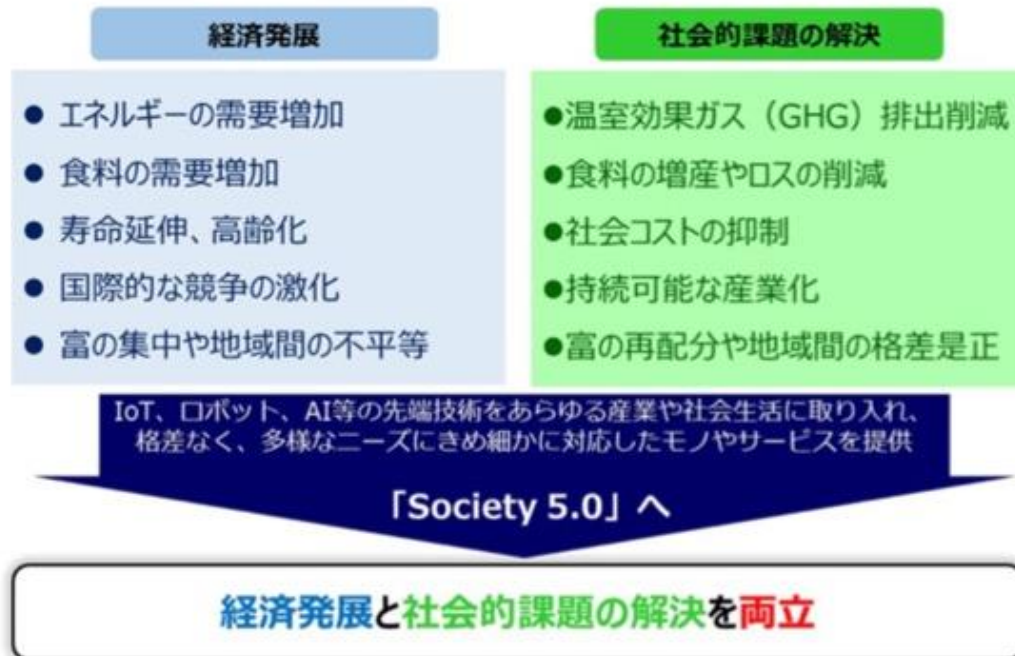 経済発展
● エネルギーの需要増加
● 食料の需要増加
● 寿命延伸、高齢化
● 国際的な競争の激化
● 富の集中や地域間の不平等
社会的課題の解決
●温室効果ガス（GHG）排出削減
●食料の増産やロスの削減
●社会コストの抑制
●持続可能な産業化
●富の再配分や地域間の格差是正
IoT、ロボット、AI等の先端技術をあらゆる産業や社会生活に取り入れ、
格差なく、多様なニーズにきめ細かに対応したモノやサービスを提供
「Society 5.0」へ
経済発展と社会的課題の解決を両立